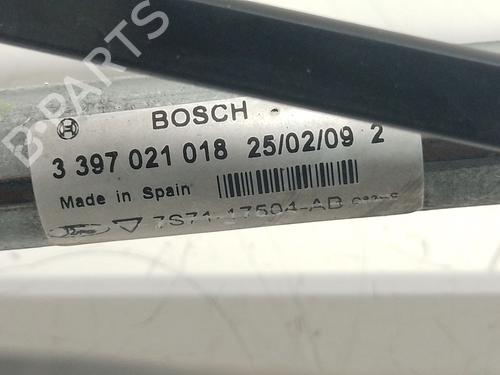 BOSCH
3 397 021 018 25/02/09 2
Made in Spain
7S71-17504-AB
B-PARTS